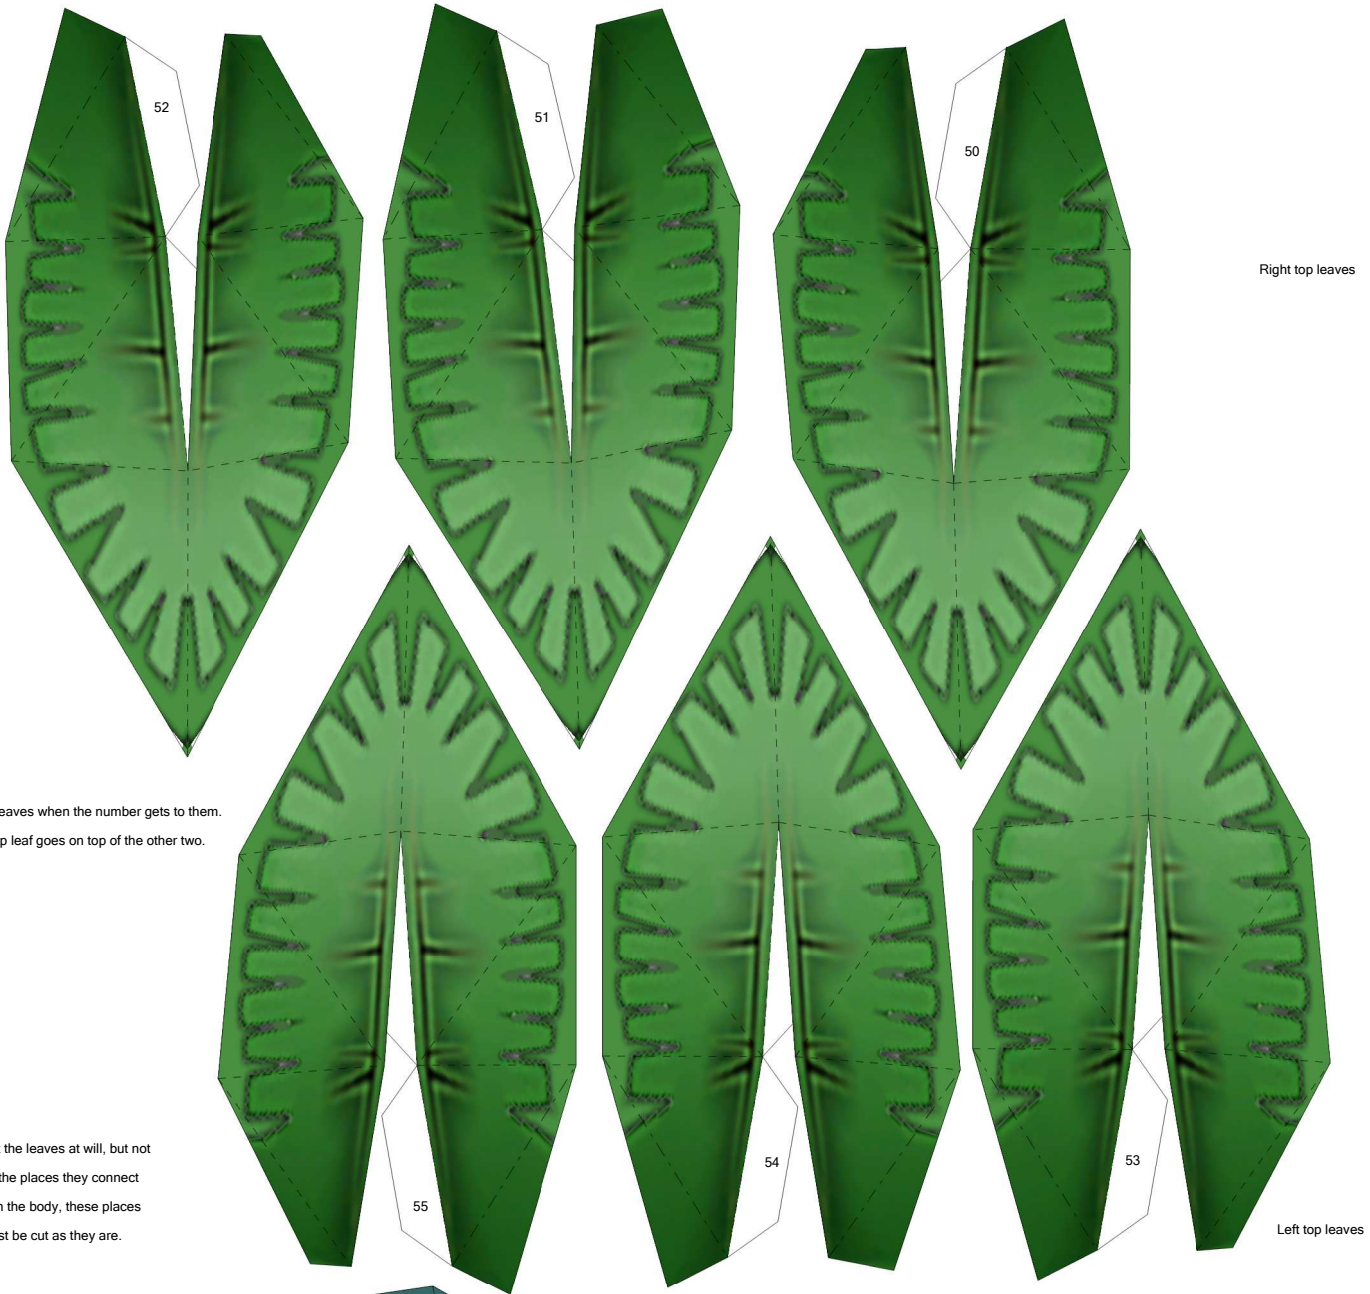 52
51
50
Right top leaves
eaves when the number gets to them.
p leaf goes on top of the other two.
t the leaves at will, but not
the places they connect
n the body, these places
st be cut as they are.
55
54
53
Left top leaves